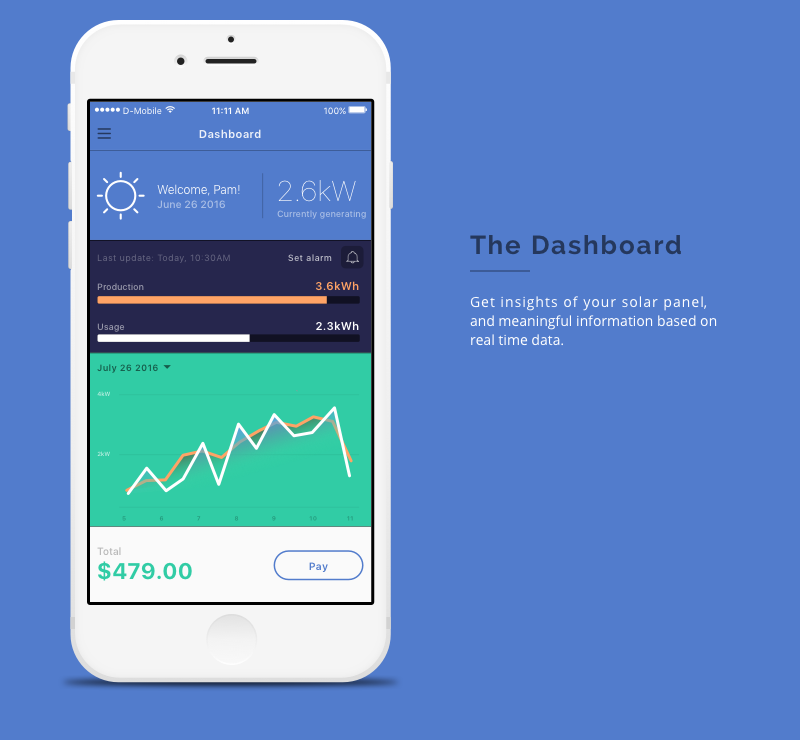 D-Mobile 11:11 AM 100%
Dashboard
Welcome, Pam!
June 26 2016
2.6kW
Currently generating
Last update: Today, 10:30AM Set alarm
Production 3.6kWh
Usage 2.3kWh
July 26 2016
4kW
2kW
5 6 7 8 9 10 11
Total
$479.00
Pay
The Dashboard
Get insights of your solar panel,
and meaningful information based on
real time data.